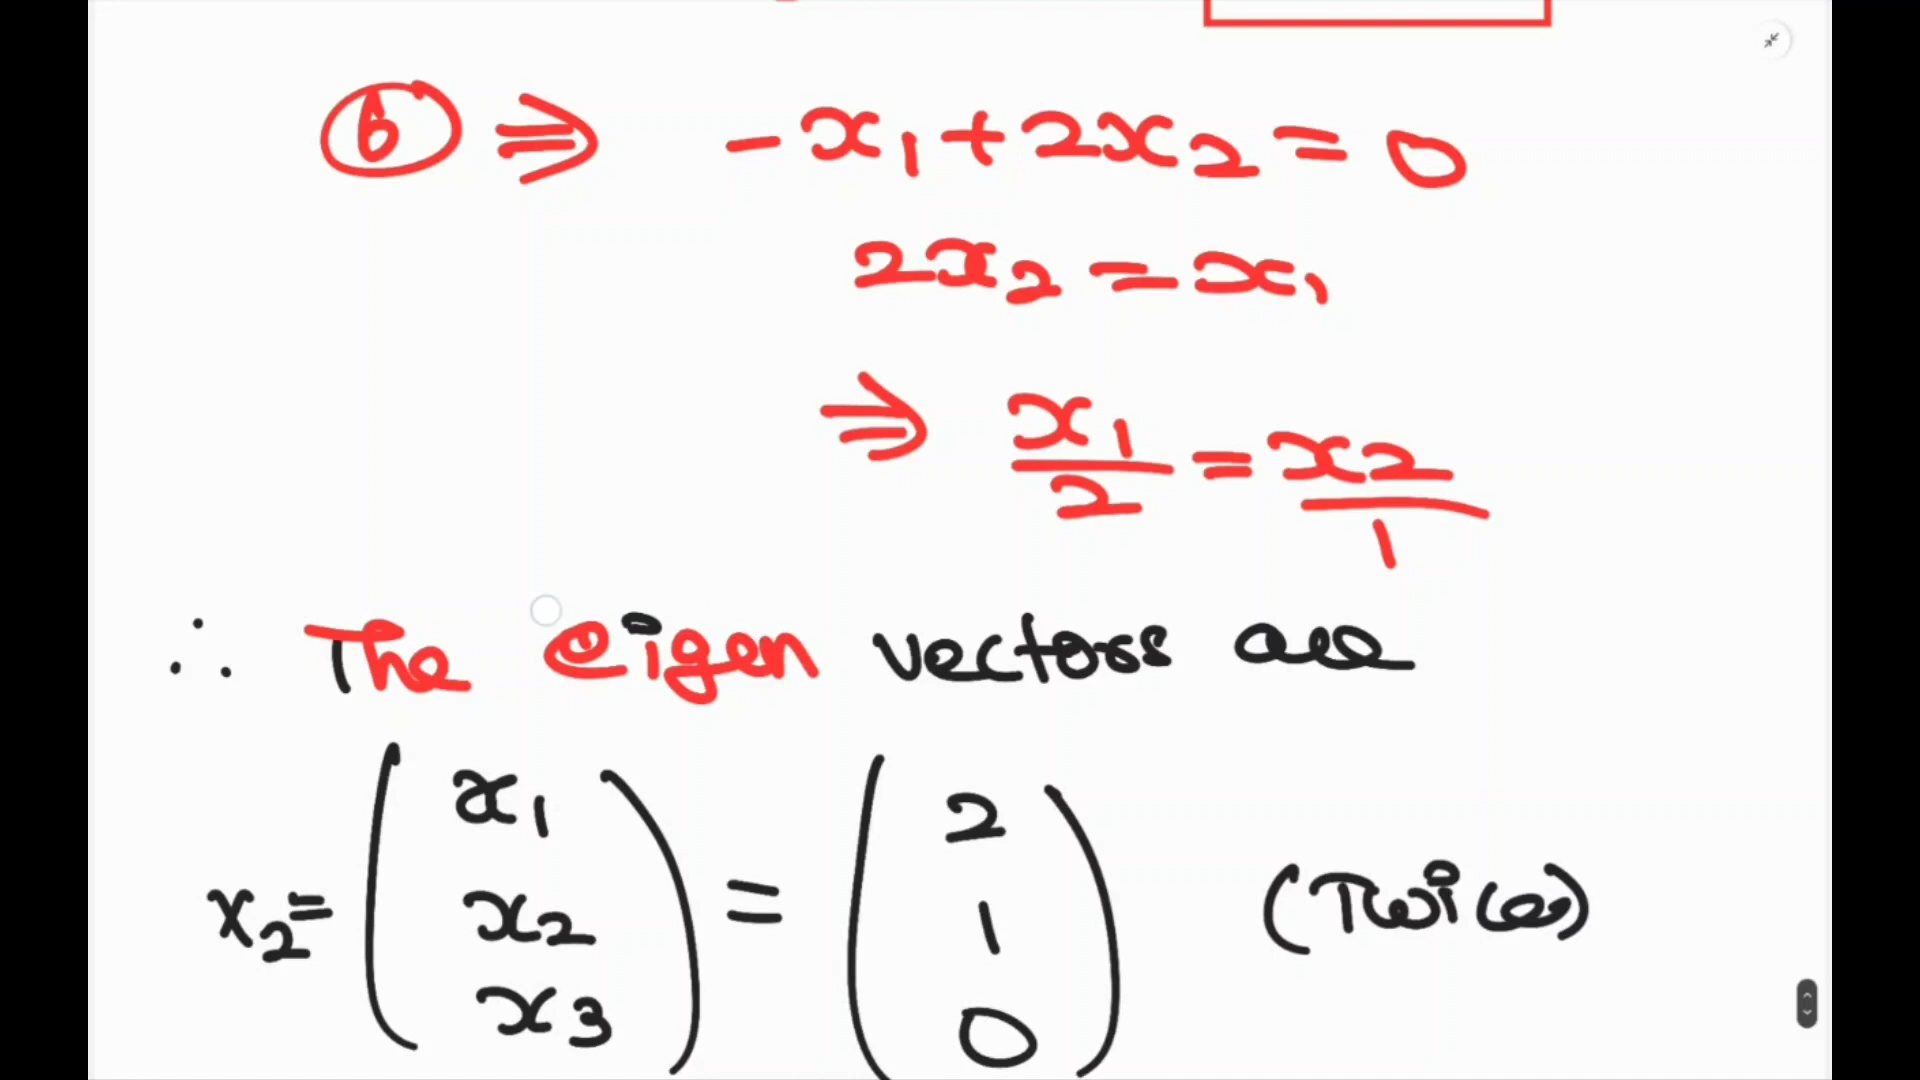 ⑥ ⇒ -x₁+2x₂=0
2x₂=x₁
⇒ x₁/2 = x₂/1
∴ The eigen vectors are
x₂= (x₁ x₂ x₃) = (2 1 0) (Twice)